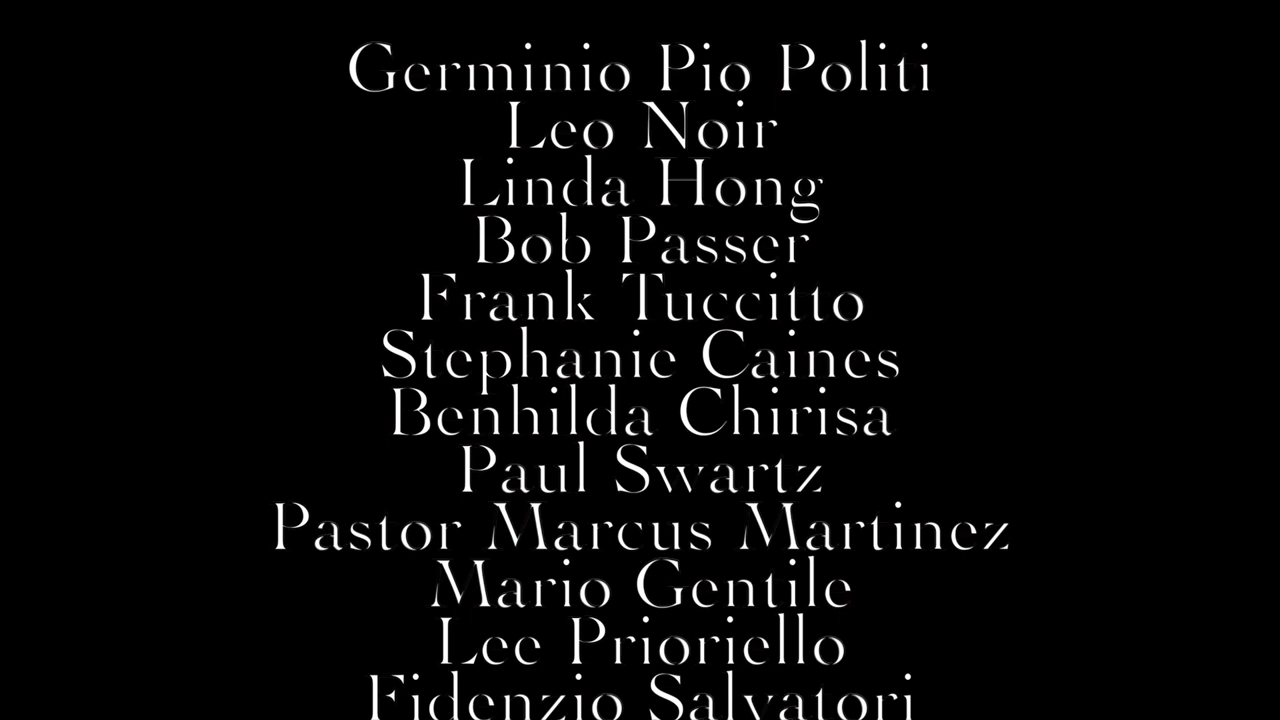 Germinio Pio Politi
Leo Noir
Linda Hong
Bob Passer
Frank Tuccitto
Stephanie Caines
Benhilda Chirisa
Paul Swartz
Pastor Marcus Martinez
Mario Gentile
Lee Prioriello
Fidenzio Salvatori